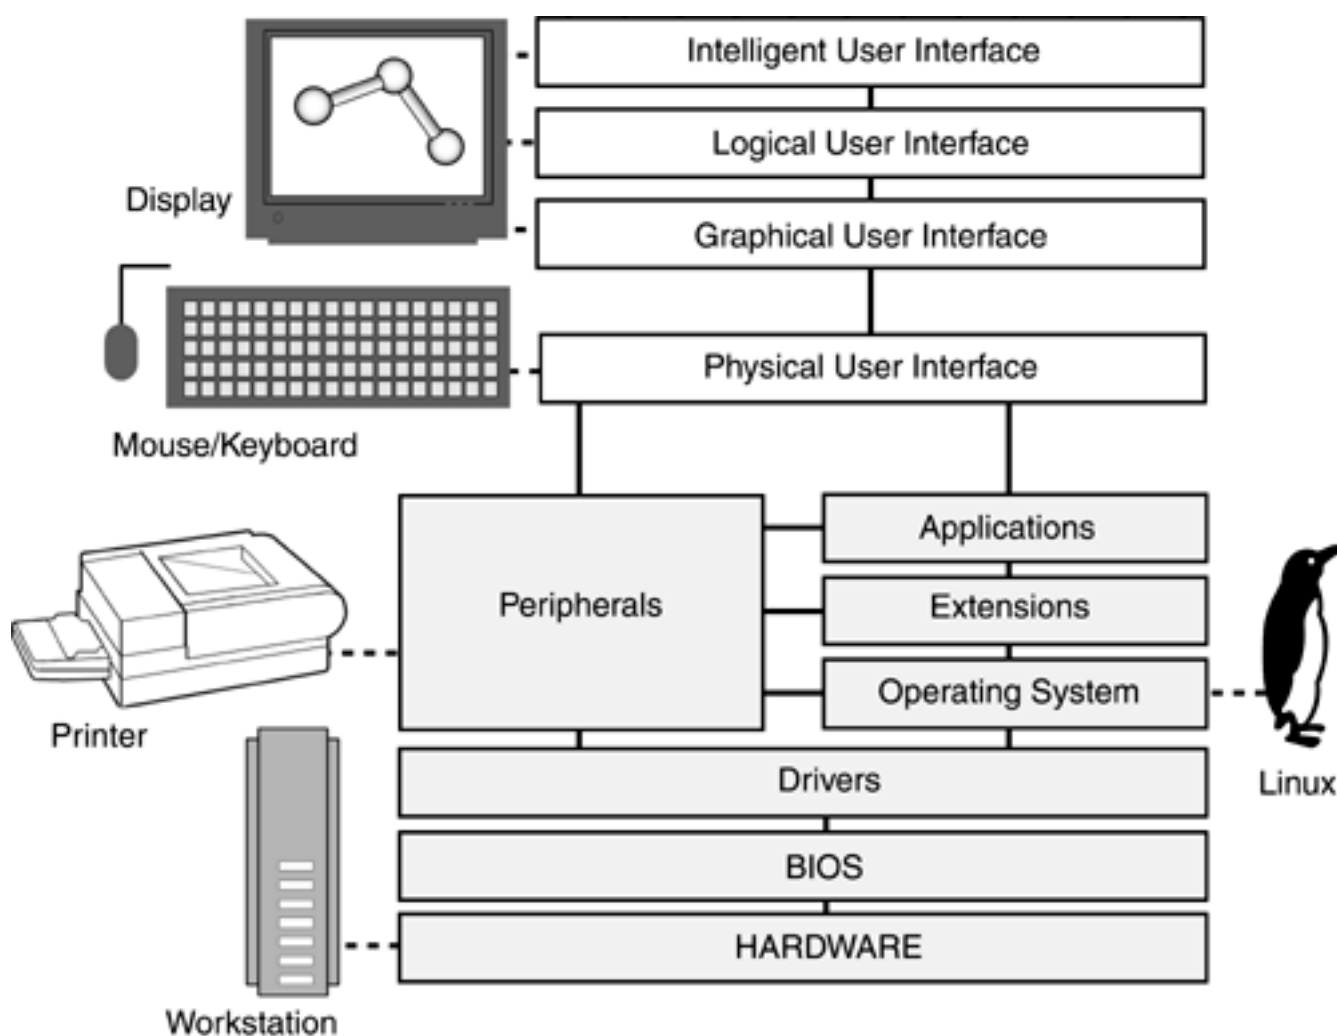 Intelligent User Interface
Logical User Interface
Display
Graphical User Interface
Physical User Interface
Mouse/Keyboard
Applications
Peripherals
Extensions
Operating System
Printer
Drivers
Linux
BIOS
HARDWARE
Workstation